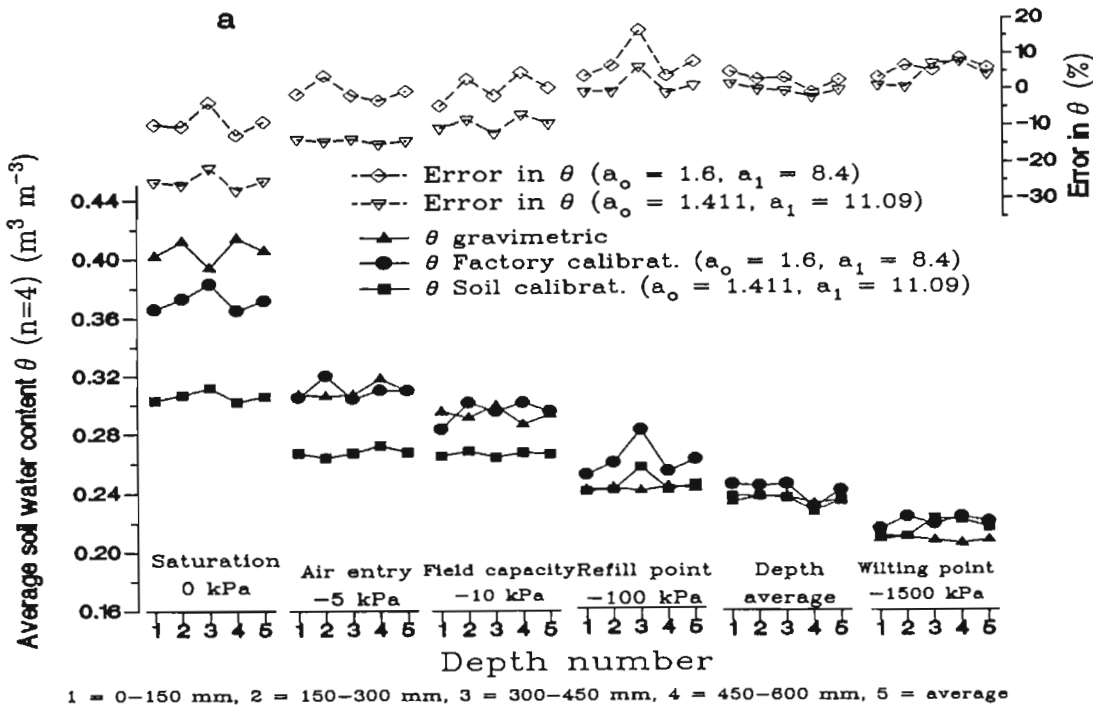 a
20
10
0
−10
−20
−30
Error in θ (%)
Error in θ (a₀ = 1.6, a₁ = 8.4)
Error in θ (a₀ = 1.411, a₁ = 11.09)
θ gravimetric
θ Factory calibrat. (a₀ = 1.6, a₁ = 8.4)
θ Soil calibrat. (a₀ = 1.411, a₁ = 11.09)
Average soil water content θ (n=4) (m³ m⁻³)
0.44
0.40
0.36
0.32
0.28
0.24
0.20
0.16
Saturation
0 kPa
Air entry
−5 kPa
Field capacity
−10 kPa
Refill point
−100 kPa
Depth
average
Wilting point
−1500 kPa
1 2 3 4 5 1 2 3 4 5 1 2 3 4 5 1 2 3 4 5 1 2 3 4 5 1 2 3 4 5
Depth number
1 = 0−150 mm, 2 = 150−300 mm, 3 = 300−450 mm, 4 = 450−600 mm, 5 = average